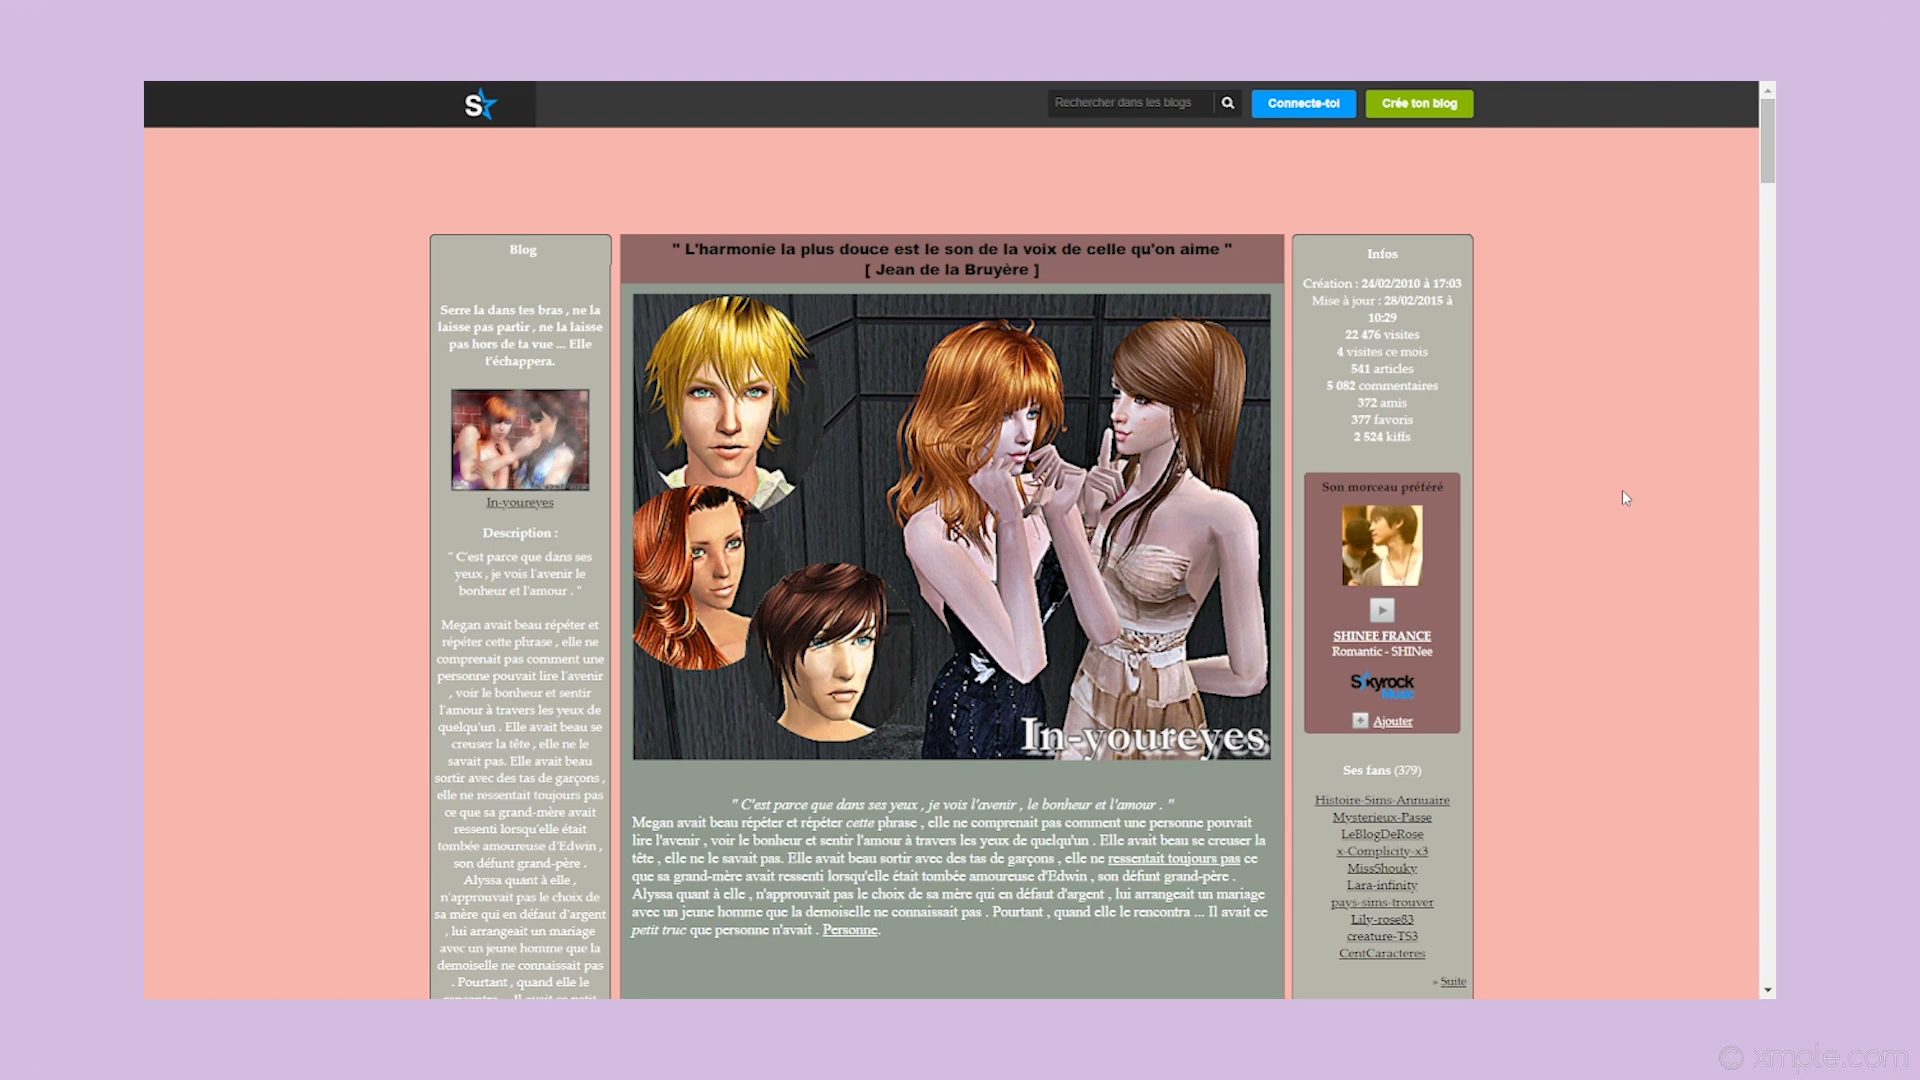 S
Rechercher dans les blogs
Connecte-toi
Crée ton blog
Blog
Serre la dans tes bras , ne la
laisse pas partir , ne la laisse
pas hors de ta vue ... Elle
t'échappera.
In-youreyes
Description :
" C'est parce que dans ses
yeux , je vois l'avenir le
bonheur et l'amour . "
Megan avait beau répéter et
répéter cette phrase , elle ne
comprenait pas comment une
personne pouvait lire l'avenir
, voir le bonheur et sentir
l'amour à travers les yeux de
quelqu'un . Elle avait beau se
creuser la tête , elle ne le
savait pas. Elle avait beau
sortir avec des tas de garçons ,
elle ne ressentait toujours pas
ce que sa grand-mère avait
ressenti lorsqu'elle était
tombée amoureuse d'Edwin ,
son défunt grand-père .
Alyssa quant à elle ,
n'approuvait pas le choix de
sa mère qui en défaut d'argent
, lui arrangeait un mariage
avec un jeune homme que la
demoiselle ne connaissait pas
. Pourtant , quand elle le
" L'harmonie la plus douce est le son de la voix de celle qu'on aime "
[ Jean de la Bruyère ]
In-youreyes
" C'est parce que dans ses yeux , je vois l'avenir , le bonheur et l'amour . "
Megan avait beau répéter et répéter cette phrase , elle ne comprenait pas comment une personne pouvait
lire l'avenir , voir le bonheur et sentir l'amour à travers les yeux de quelqu'un . Elle avait beau se creuser la
tête , elle ne le savait pas. Elle avait beau sortir avec des tas de garçons , elle ne ressentait toujours pas ce
que sa grand-mère avait ressenti lorsqu'elle était tombée amoureuse d'Edwin , son défunt grand-père .
Alyssa quant à elle , n'approuvait pas le choix de sa mère qui en défaut d'argent , lui arrangeait un mariage
avec un jeune homme que la demoiselle ne connaissait pas . Pourtant , quand elle le rencontra ... Il avait ce
petit truc que personne n'avait . Personne.
Infos
Création : 24/02/2010 à 17:03
Mise à jour : 28/02/2015 à
10:29
22 476 visites
4 visites ce mois
541 articles
5 082 commentaires
372 amis
377 favoris
2 524 kiffs
Son morceau préféré
SHINEE FRANCE
Romantic - SHINee
Skyrock
Music
Ajouter
Ses fans (379)
Histoire-Sims-Annuaire
Mysterieux-Passe
LeBlogDeRose
x-Complicity-x3
MissShouky
Lara-infinity
pays-sims-trouver
Lily-rose83
creature-TS3
CentCaracteres
» Suite
© xmple.com